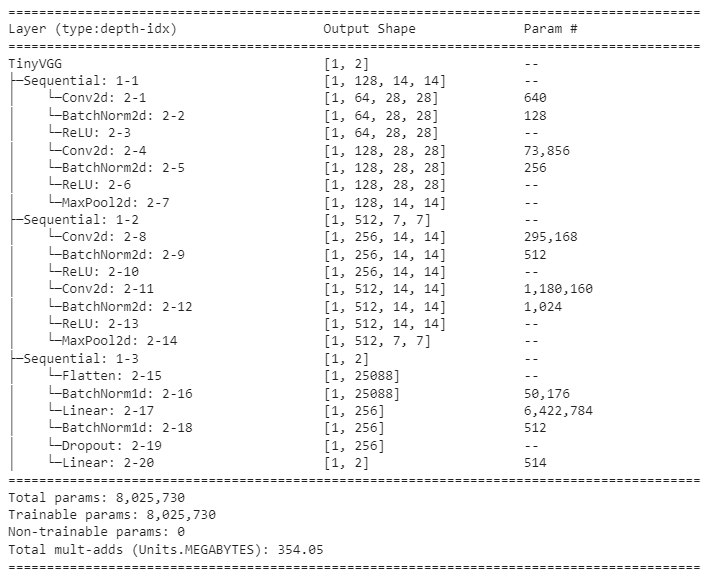 ==========================================================================================
Layer (type:depth-idx)                   Output Shape              Param #
==========================================================================================
TinyVGG                                  [1, 2]                    --
├─Sequential: 1-1                        [1, 128, 14, 14]          --
│    └─Conv2d: 2-1                       [1, 64, 28, 28]           640
│    └─BatchNorm2d: 2-2                  [1, 64, 28, 28]           128
│    └─ReLU: 2-3                         [1, 64, 28, 28]           --
│    └─Conv2d: 2-4                       [1, 128, 28, 28]          73,856
│    └─BatchNorm2d: 2-5                  [1, 128, 28, 28]          256
│    └─ReLU: 2-6                         [1, 128, 28, 28]          --
│    └─MaxPool2d: 2-7                    [1, 128, 14, 14]          --
├─Sequential: 1-2                        [1, 512, 7, 7]            --
│    └─Conv2d: 2-8                       [1, 256, 14, 14]          295,168
│    └─BatchNorm2d: 2-9                  [1, 256, 14, 14]          512
│    └─ReLU: 2-10                        [1, 256, 14, 14]          --
│    └─Conv2d: 2-11                      [1, 512, 14, 14]          1,180,160
│    └─BatchNorm2d: 2-12                 [1, 512, 14, 14]          1,024
│    └─ReLU: 2-13                        [1, 512, 14, 14]          --
│    └─MaxPool2d: 2-14                   [1, 512, 7, 7]            --
├─Sequential: 1-3                        [1, 2]                    --
│    └─Flatten: 2-15                     [1, 25088]                --
│    └─BatchNorm1d: 2-16                 [1, 25088]                50,176
│    └─Linear: 2-17                      [1, 256]                  6,422,784
│    └─BatchNorm1d: 2-18                 [1, 256]                  512
│    └─Dropout: 2-19                     [1, 256]                  --
│    └─Linear: 2-20                      [1, 2]                    514
==========================================================================================
Total params: 8,025,730
Trainable params: 8,025,730
Non-trainable params: 0
Total mult-adds (Units.MEGABYTES): 354.05
==========================================================================================